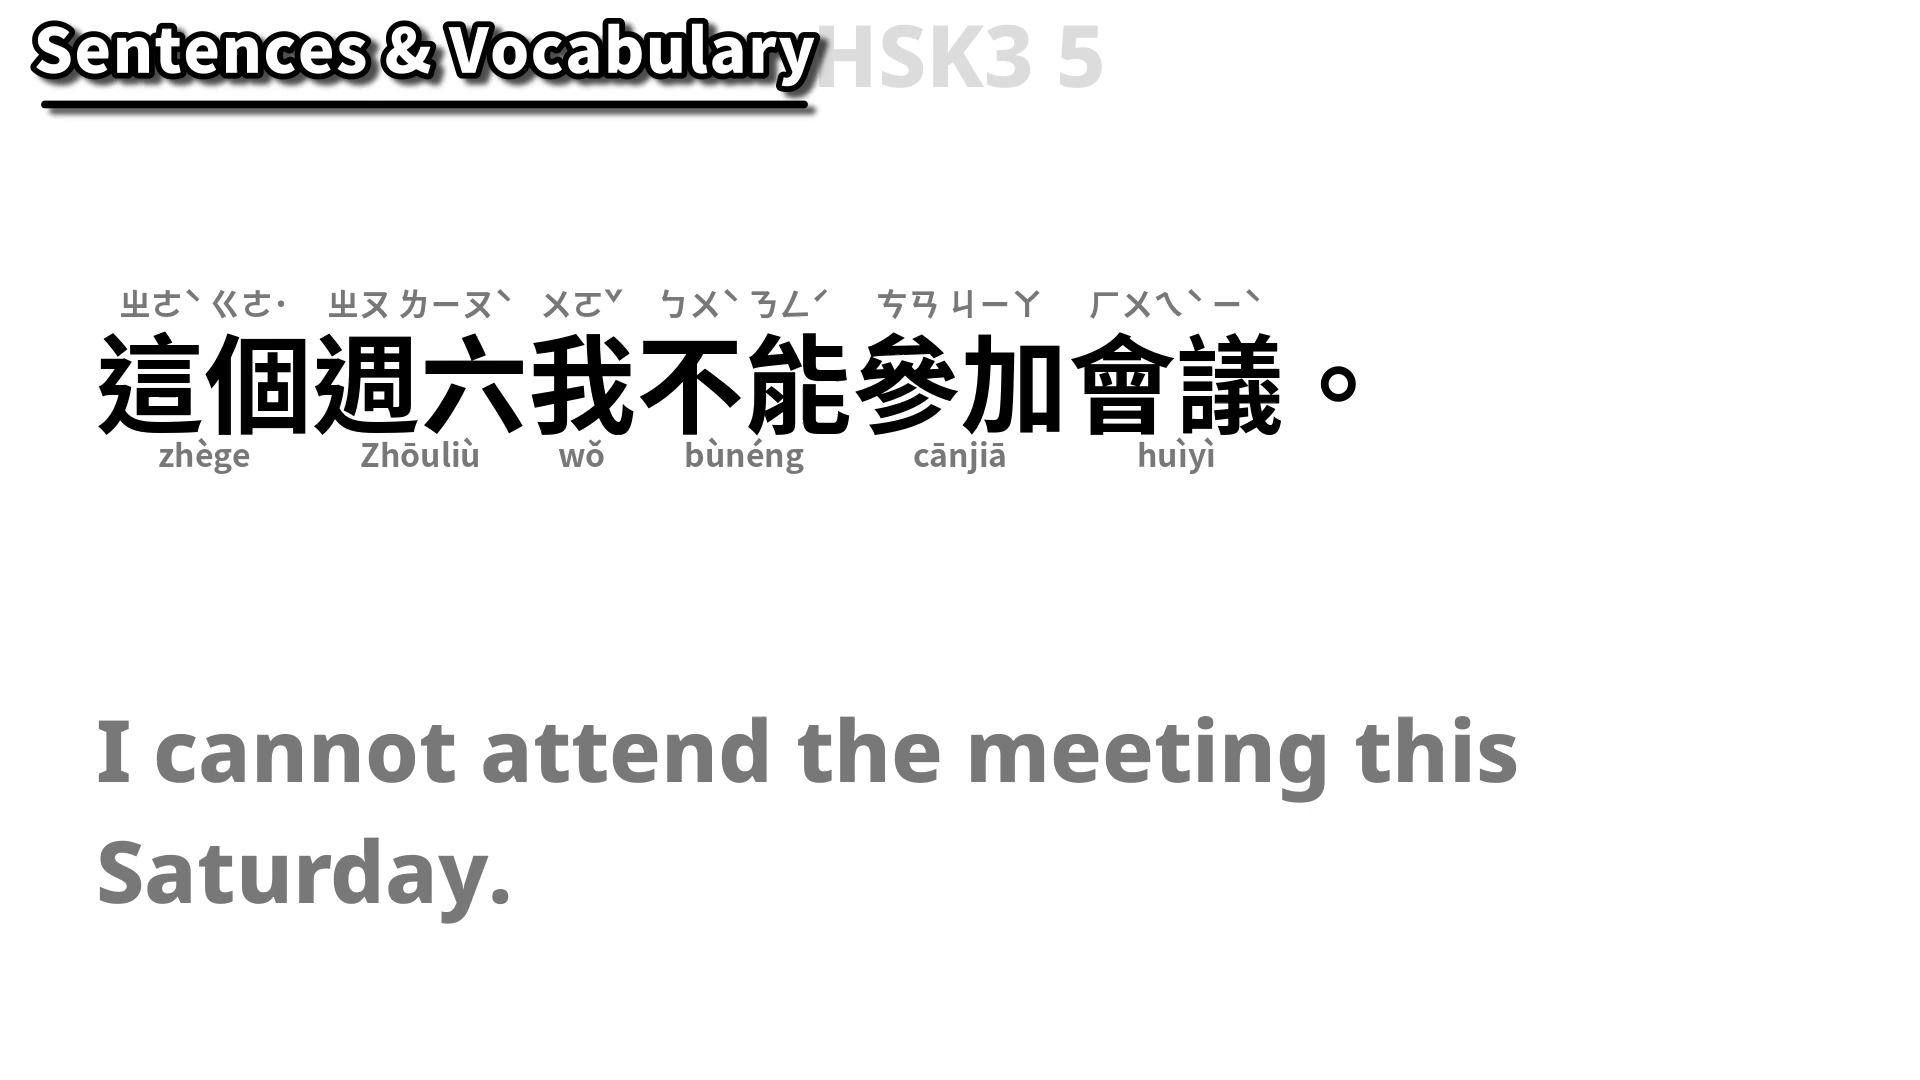 Sentences & Vocabulary HSK3 5
ㄓㄜˋ ㄍㄜ˙ ㄓㄡ ㄌㄧㄡˋ ㄨㄛˇ ㄅㄨˋ ㄋㄥˊ ㄘㄢ ㄐㄧㄚ ㄏㄨㄟˋ ㄧˋ
這個週六我不能參加會議。
zhège Zhōuliù wǒ bùnéng cānjiā huìyì
I cannot attend the meeting this
Saturday.